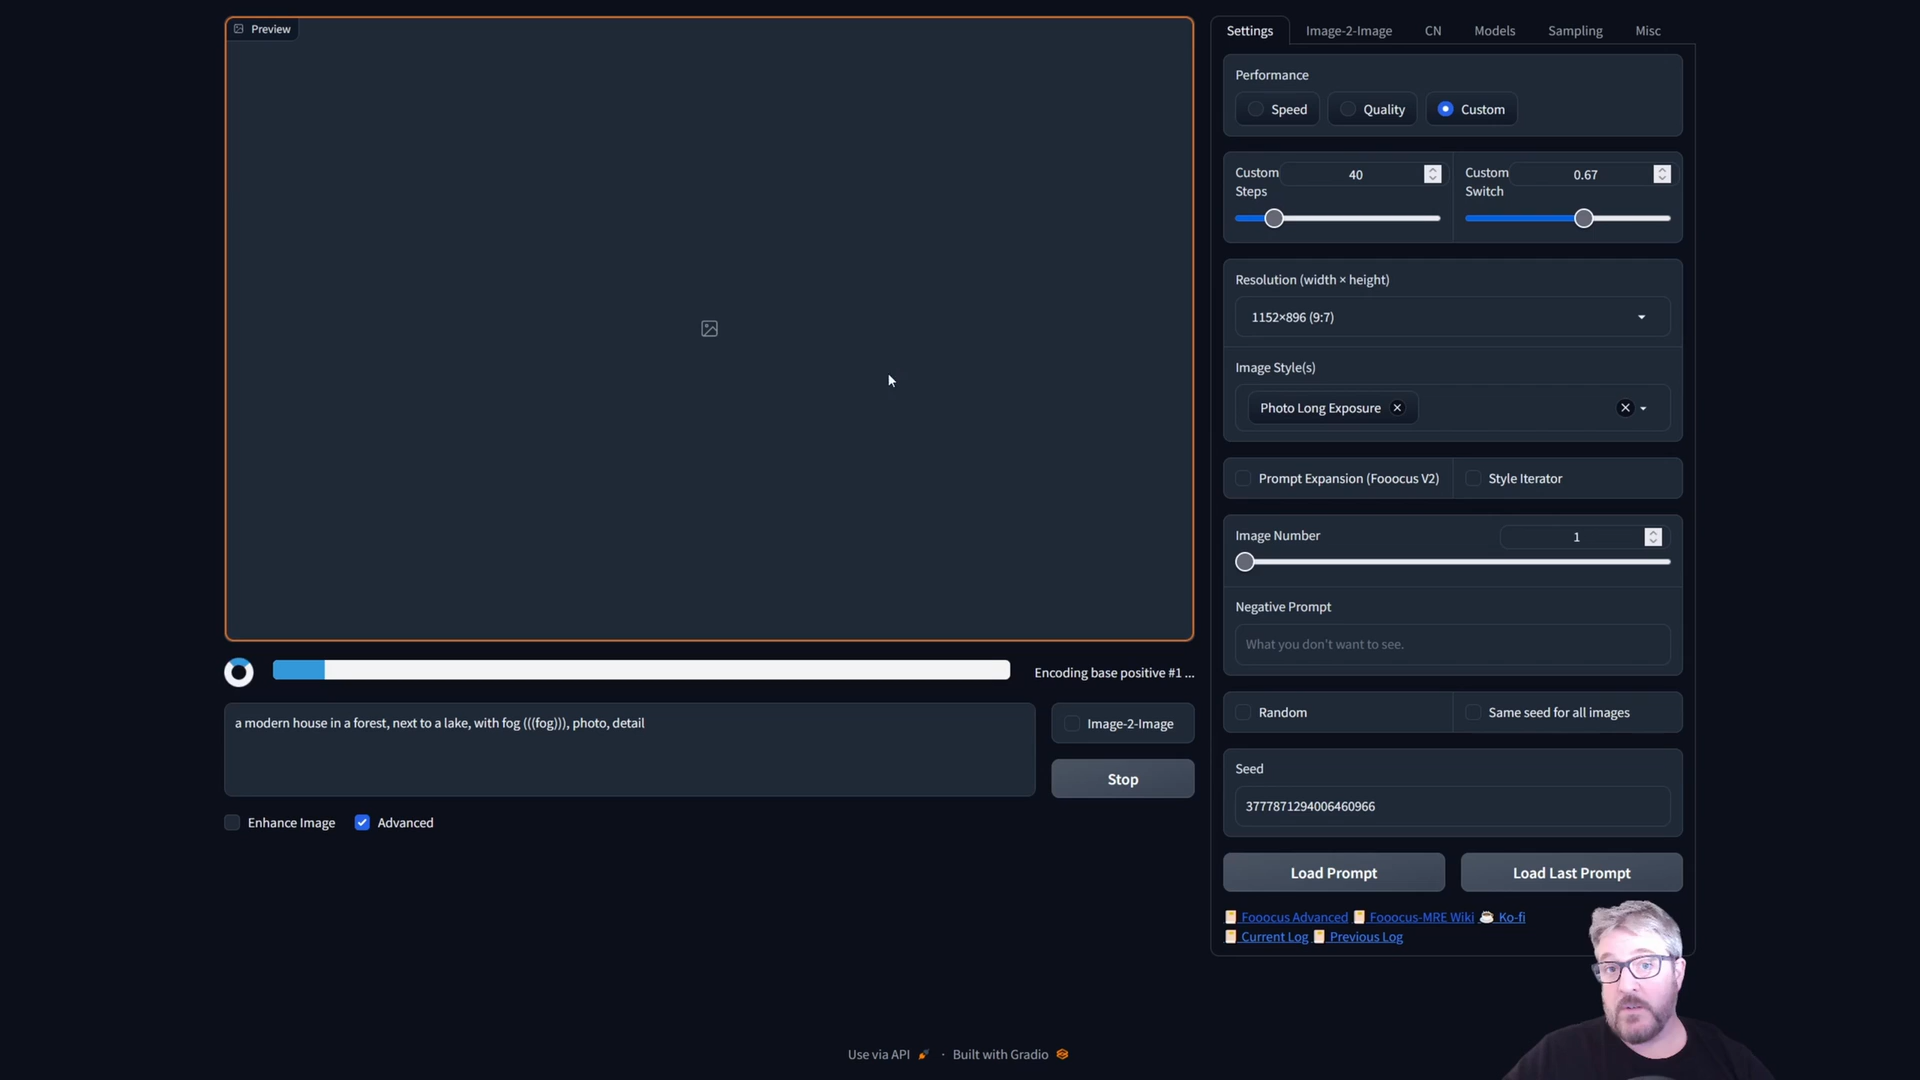 Preview
Encoding base positive #1 ...
a modern house in a forest, next to a lake, with fog (((fog))), photo, detail
Image-2-Image
Stop
Enhance Image
Advanced
Settings
Image-2-Image
CN
Models
Sampling
Misc
Performance
Speed
Quality
Custom
Custom Steps
40
Custom Switch
0.67
Resolution (width × height)
1152×896 (9:7)
Image Style(s)
Photo Long Exposure
Prompt Expansion (Fooocus V2)
Style Iterator
Image Number
1
Negative Prompt
What you don't want to see.
Random
Same seed for all images
Seed
3777871294006460966
Load Prompt
Load Last Prompt
Fooocus Advanced Fooocus-MRE Wiki Ko-fi
Current Log Previous Log
Use via API · Built with Gradio